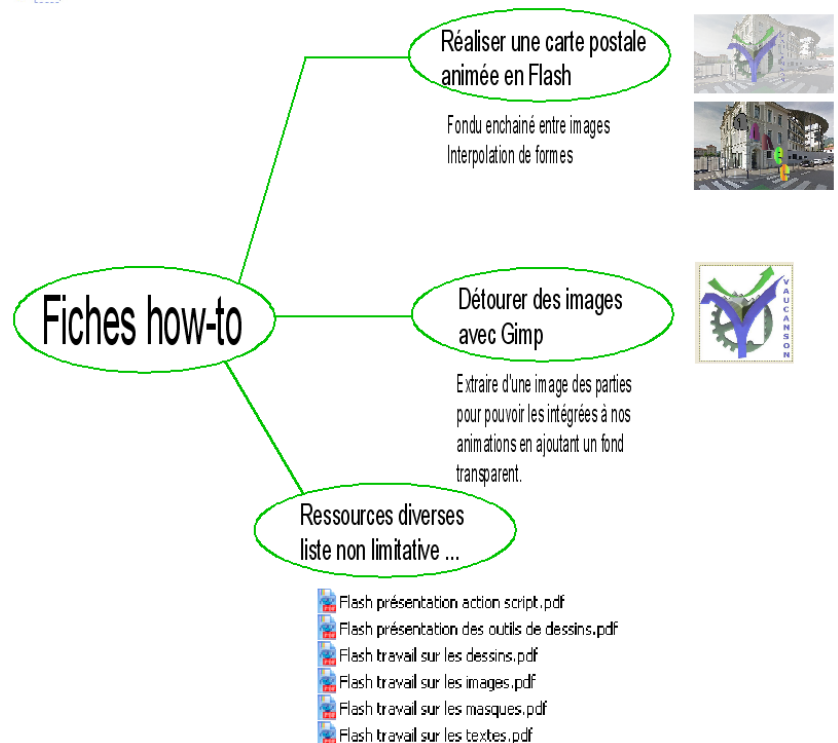 Réaliser une carte postale
animée en Flash
Fondu enchainé entre images
Interpolation de formes
Fiches how-to
Détourer des images
avec Gimp
VAUCANSON
Extraire d'une image des parties
pour pouvoir les intégrées à nos
animations en ajoutant un fond
transparent.
Ressources diverses
liste non limitative ...
Flash présentation action script.pdf
Flash présentation des outils de dessins.pdf
Flash travail sur les dessins.pdf
Flash travail sur les images.pdf
Flash travail sur les masques.pdf
Flash travail sur les textes.pdf